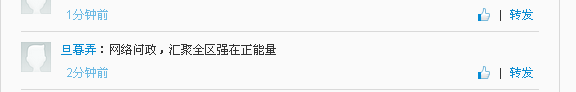 1分钟前 | 转发
旦暮弄：网络问政，汇聚全区强在正能量
2分钟前 | 转发